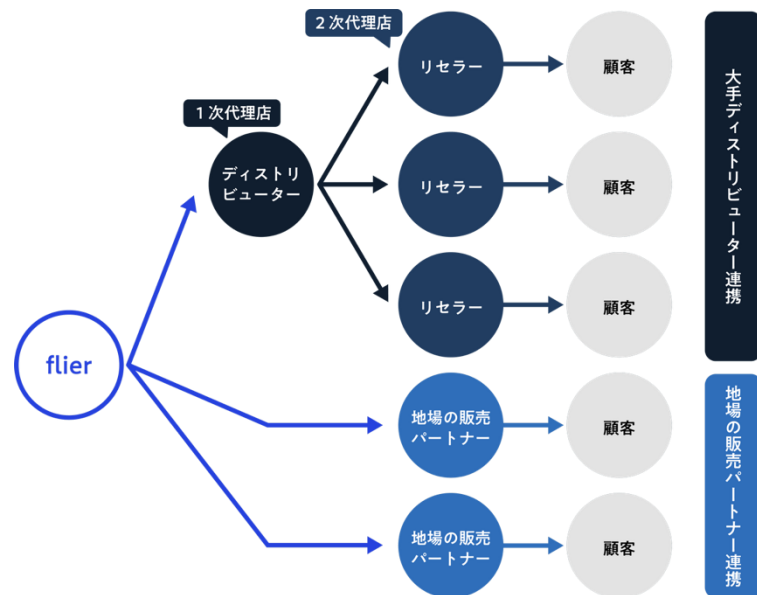 2次代理店
リセラー
顧客
1次代理店
ディストリ
ビューター
リセラー
顧客
リセラー
顧客
大手ディストリビューター連携
flier
地場の販売
パートナー
顧客
地場の販売
パートナー
顧客
地場の販売パートナー連携